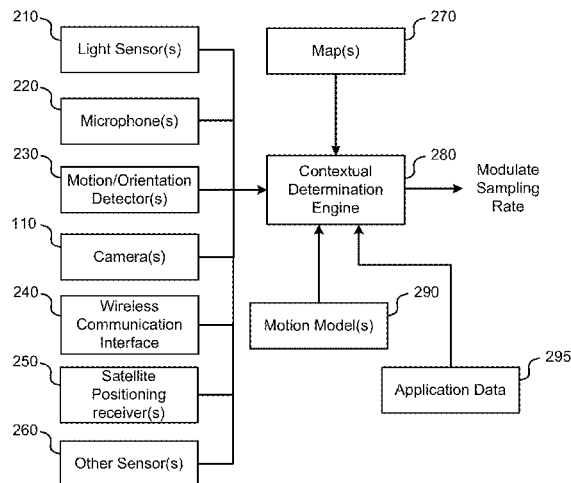 210
Light Sensor(s)
220
Microphone(s)
230
Motion/Orientation
Detector(s)
110
Camera(s)
240
Wireless
Communication
Interface
250
Satellite
Positioning
receiver(s)
260
Other Sensor(s)
270
Map(s)
280
Contextual
Determination
Engine
Modulate
Sampling
Rate
290
Motion Model(s)
295
Application Data